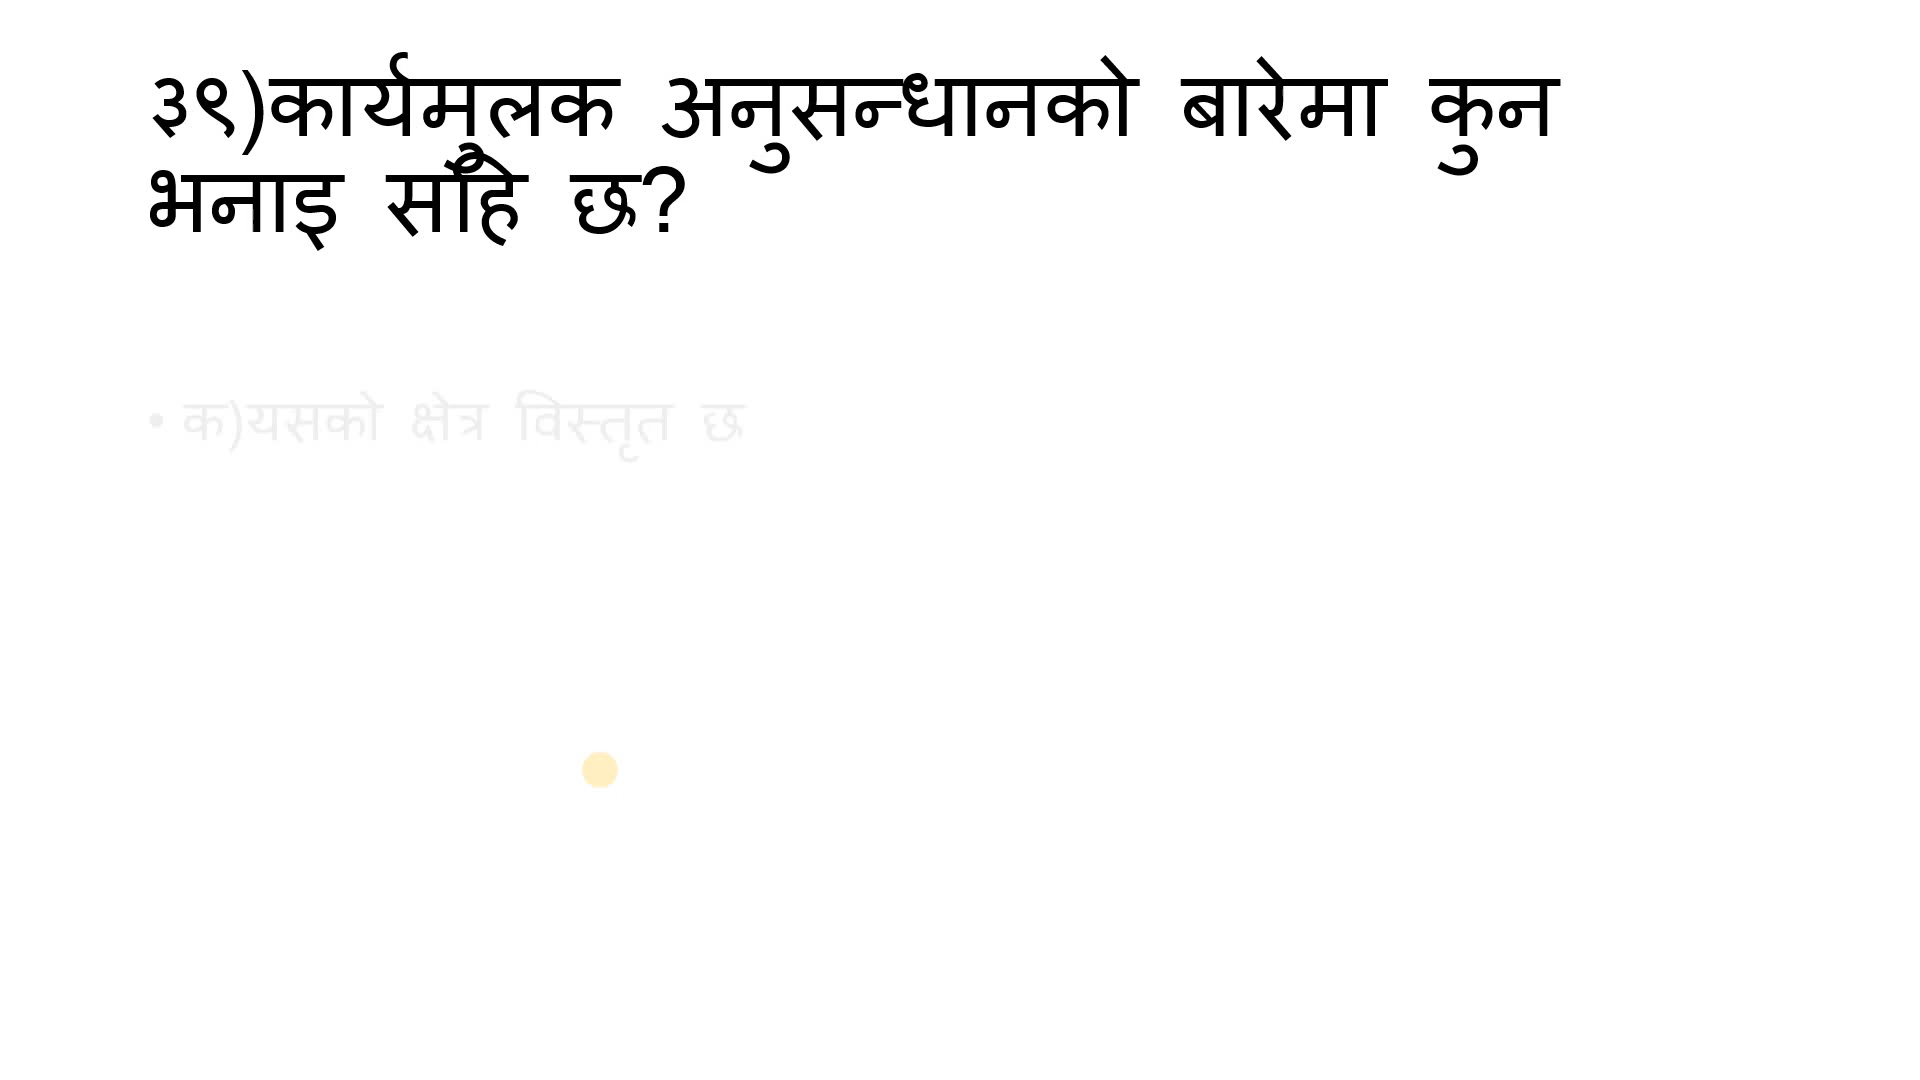 ३९)कार्यमुलक अनुसन्धानको बारेमा कुन
भनाइ सहि छ?
• क)यसको क्षेत्र विस्तृत छ